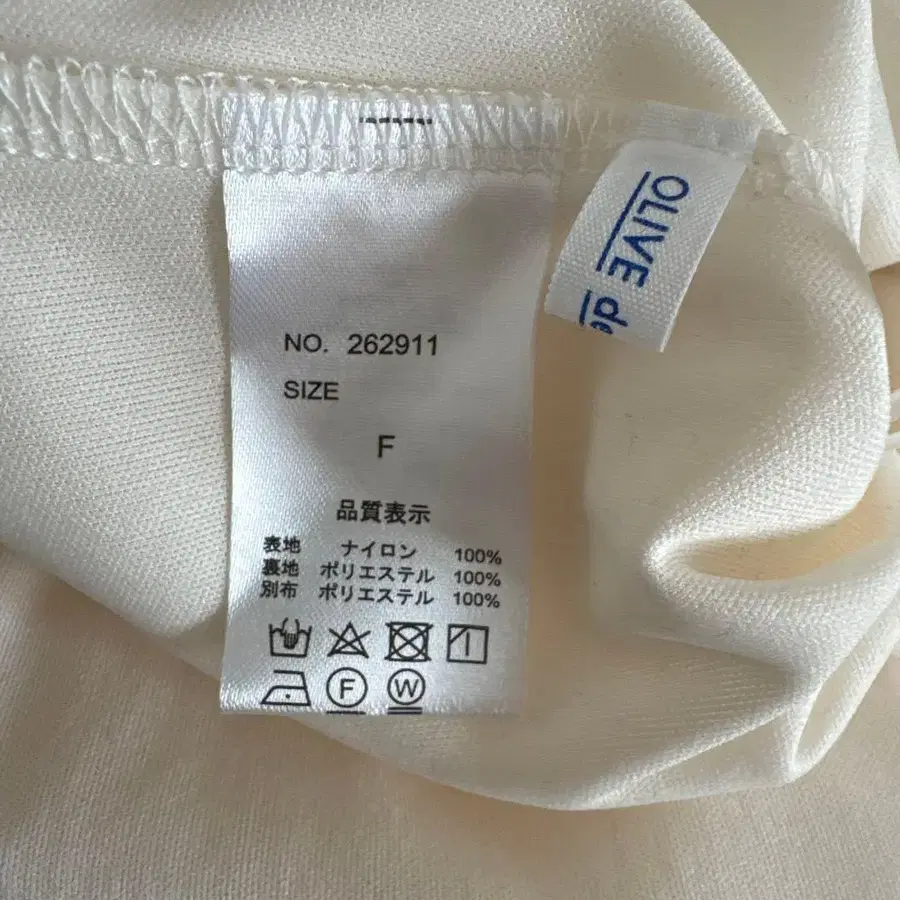 NO. 262911
SIZE
F
品質表示
表地 ナイロン 100%
裏地 ポリエステル 100%
別布 ポリエステル 100%
F W
OLIVE de